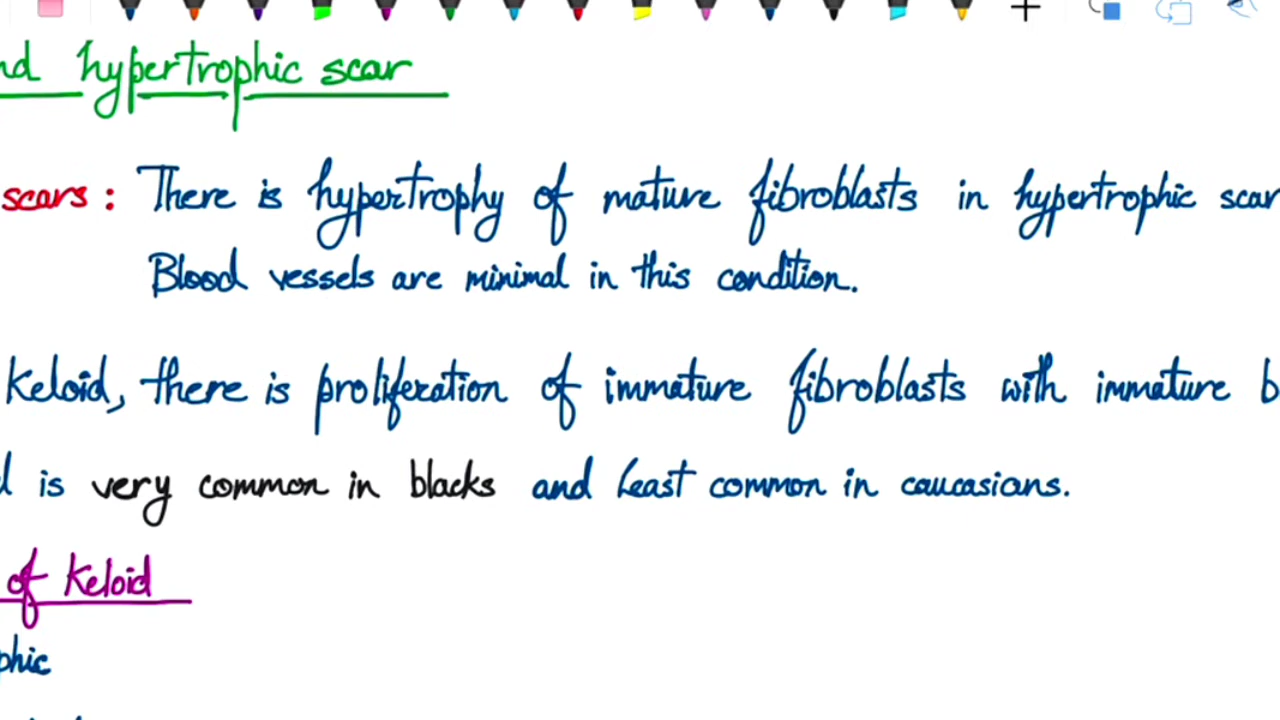 nd hypertrophic scar
scars : There is hypertrophy of mature fibroblasts in hypertrophic scar
Blood vessels are minimal in this condition.
Keloid, there is proliferation of immature fibroblasts with immature b
d is very common in blacks and least common in caucasians.
of Keloid
phic